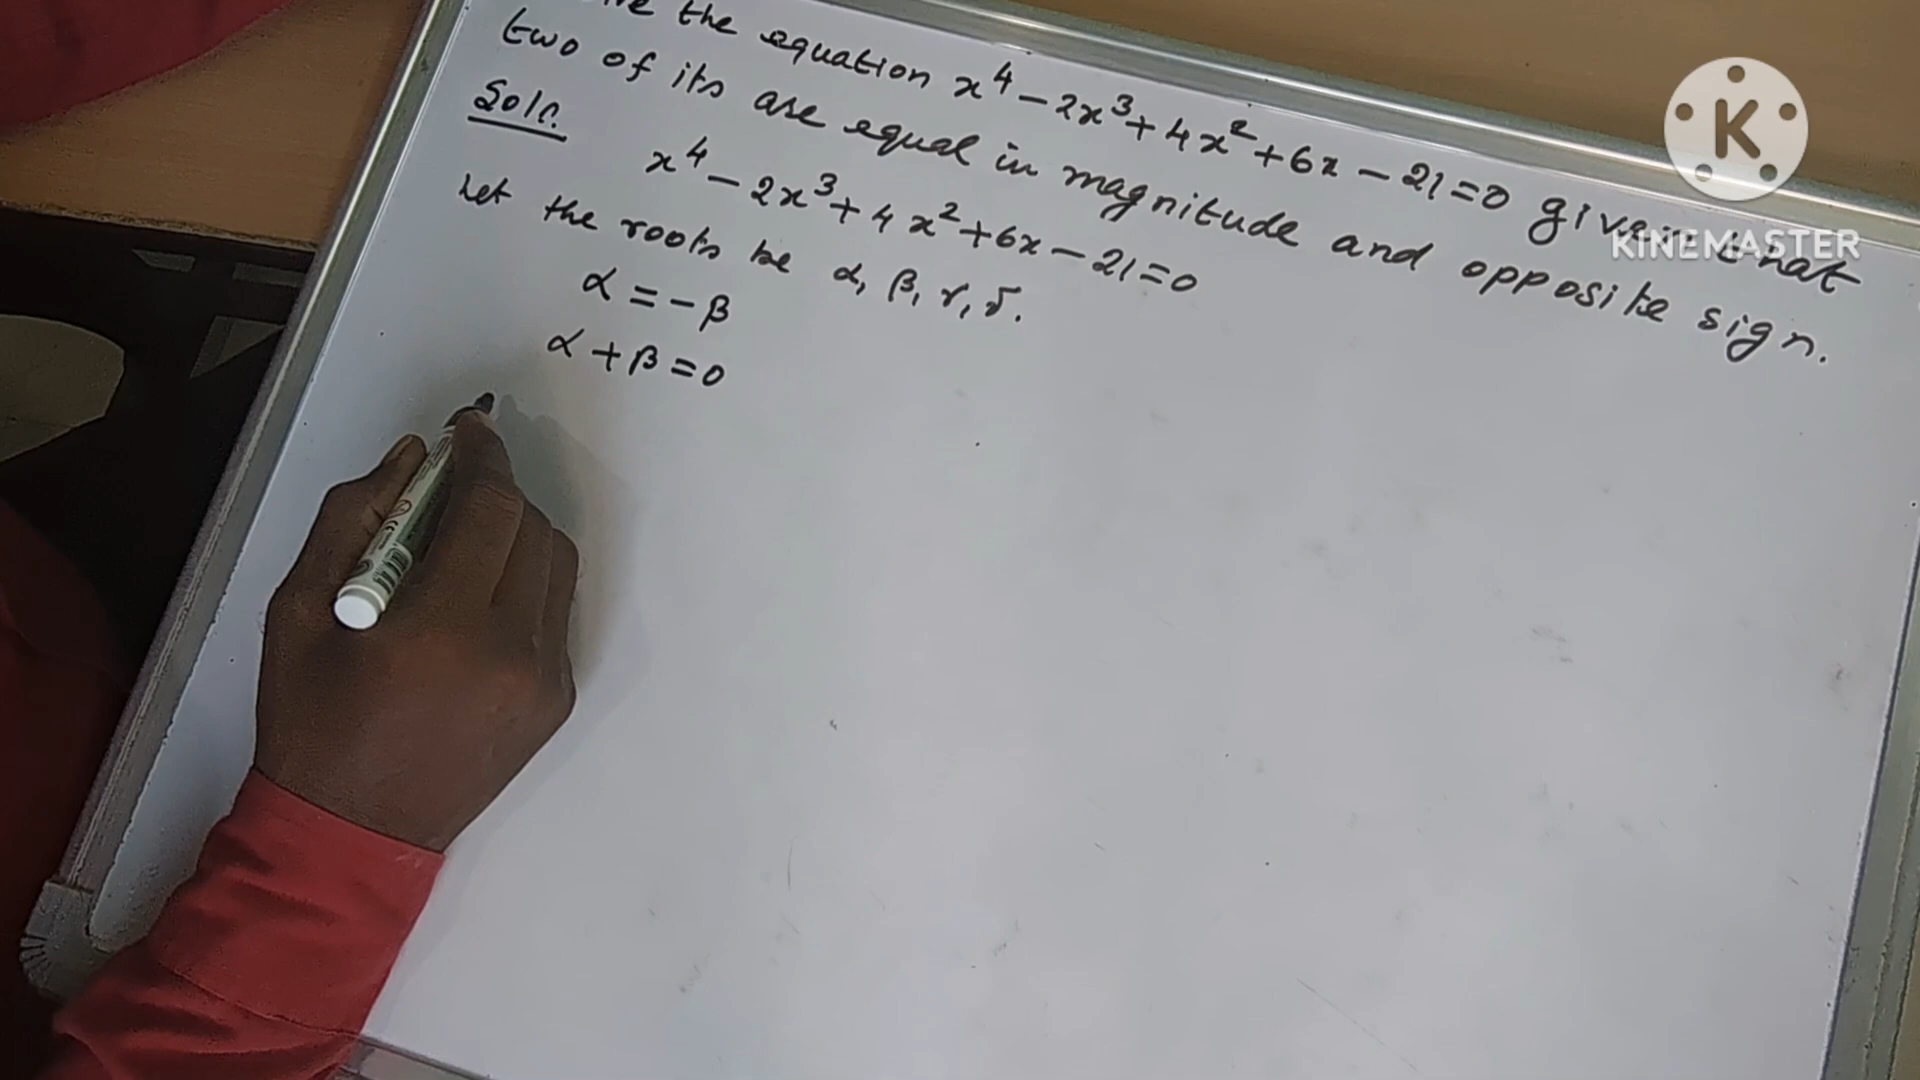 the equation x⁴ - 2x³ + 4x² + 6x - 21 = 0 given that
two of its are equal in magnitude and opposite sign.
Soln.
x⁴ - 2x³ + 4x² + 6x - 21 = 0
Let the roots be α, β, γ, δ.
α = -β
α + β = 0
K
KINEMASTER